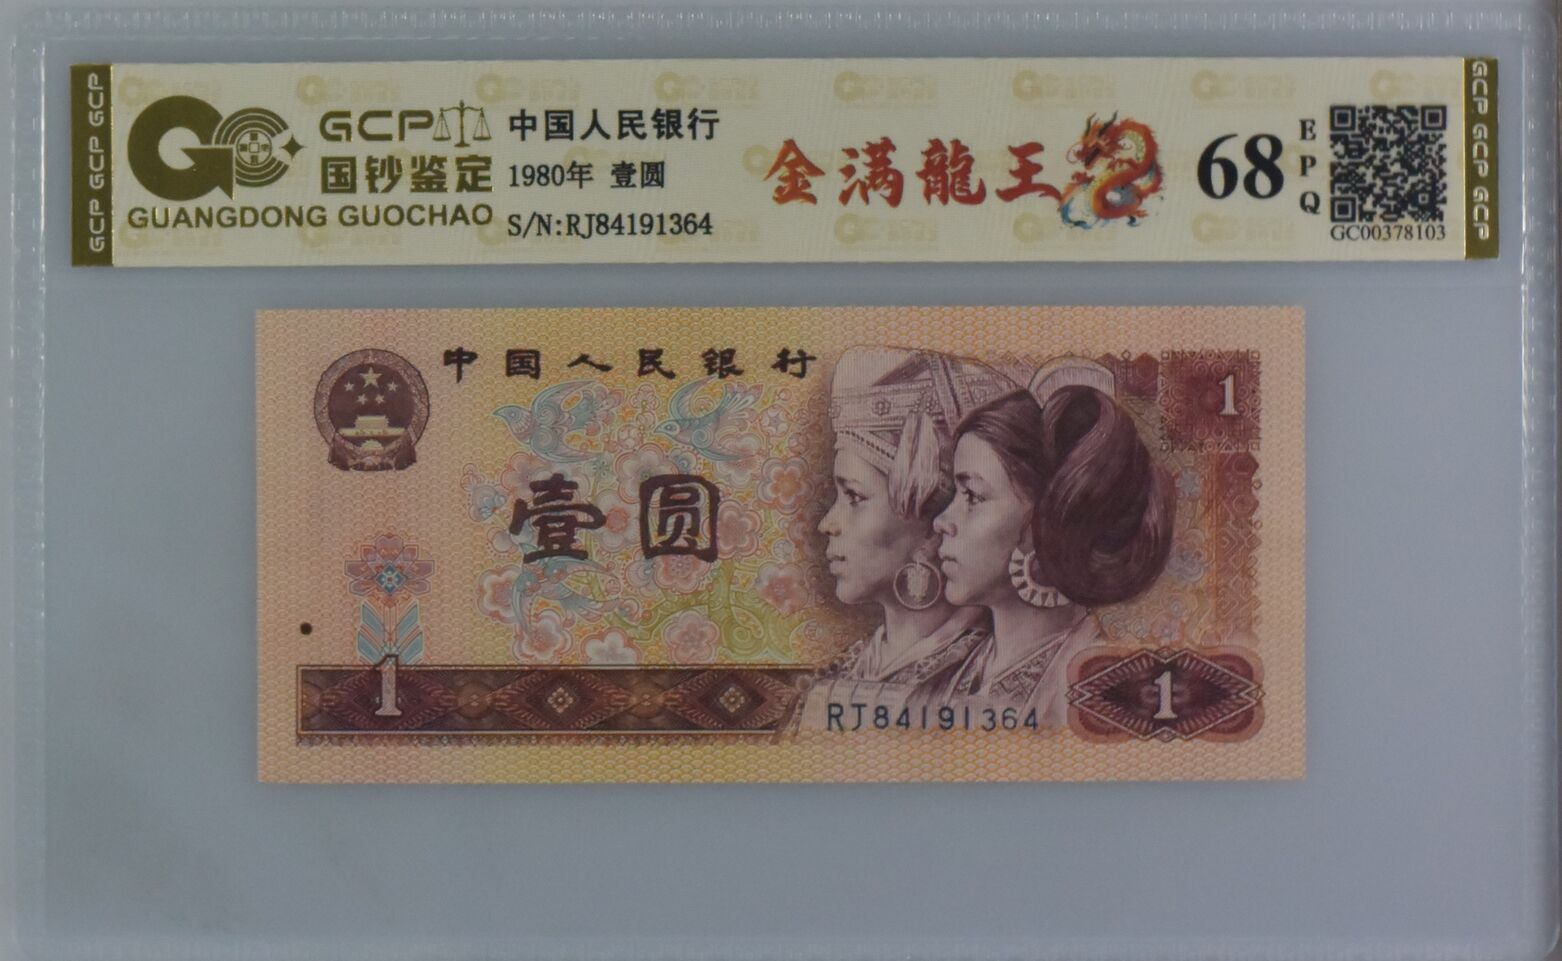 GCP GCP GCP
GCP
国钞鉴定
GUANGDONG GUOCHAO
中国人民银行
1980年 壹圆
S/N:RJ84191364
金满龍王
68
EPQ
GC00378103
GCP GCP GCP
中国人民银行
1
壹圆
1
RJ84191364
1